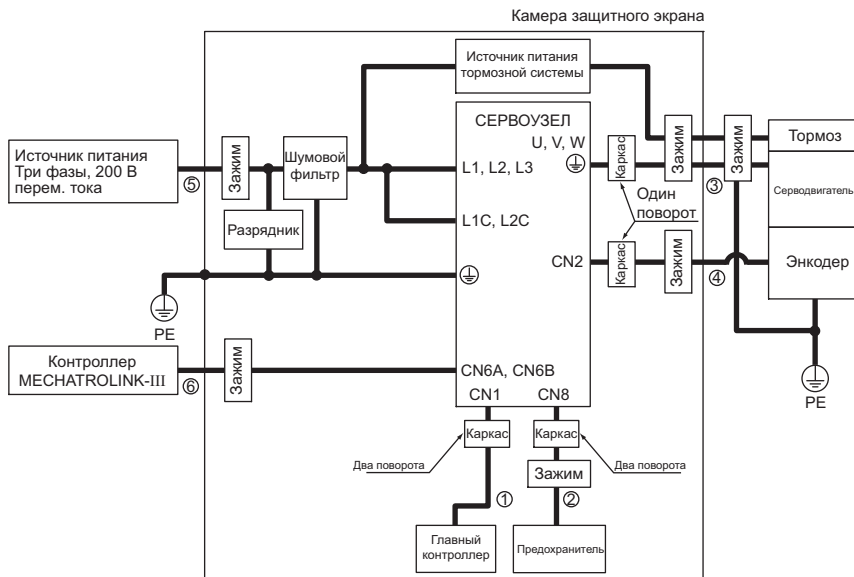 Камера защитного экрана
Источник питания
тормозной системы
СЕРВОУЗЕЛ
U, V, W
Каркас
Зажим
Зажим
Тормоз
Источник питания
Три фазы, 200 В
перем. тока
⑤
Зажим
Шумовой
фильтр
L1, L2, L3
③
Серводвигатель
Один
поворот
L1C, L2C
Разрядник
CN2
Каркас
Зажим
④
Энкодер
PE
Контроллер
MECHATROLINK-III
⑥
Зажим
CN6A, CN6B
CN1
CN8
PE
Каркас
Каркас
Два поворота
Два поворота
Зажим
①
②
Главный
контроллер
Предохранитель